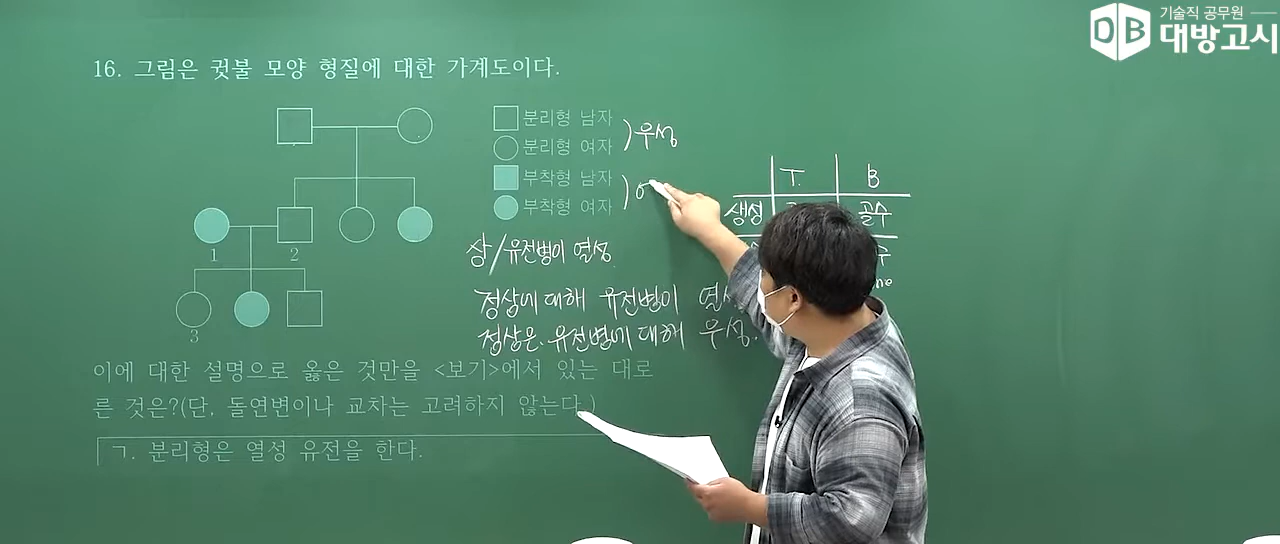 기술직 공무원
DB 대방고시
16. 그림은 귓불 모양 형질에 대한 가계도이다.
분리형 남자
분리형 여자
) 우성
부착형 남자
부착형 여자
)
T. B
생성 골수
1 2
상/유전병이 열성
정상에 대해 유전병이
정상은. 유전병에 대해 우성.
3
이에 대한 설명으로 옳은 것만을 <보기>에서 있는 대로
른 것은?(단, 돌연변이나 교차는 고려하지 않는다.)
ㄱ. 분리형은 열성 유전을 한다.